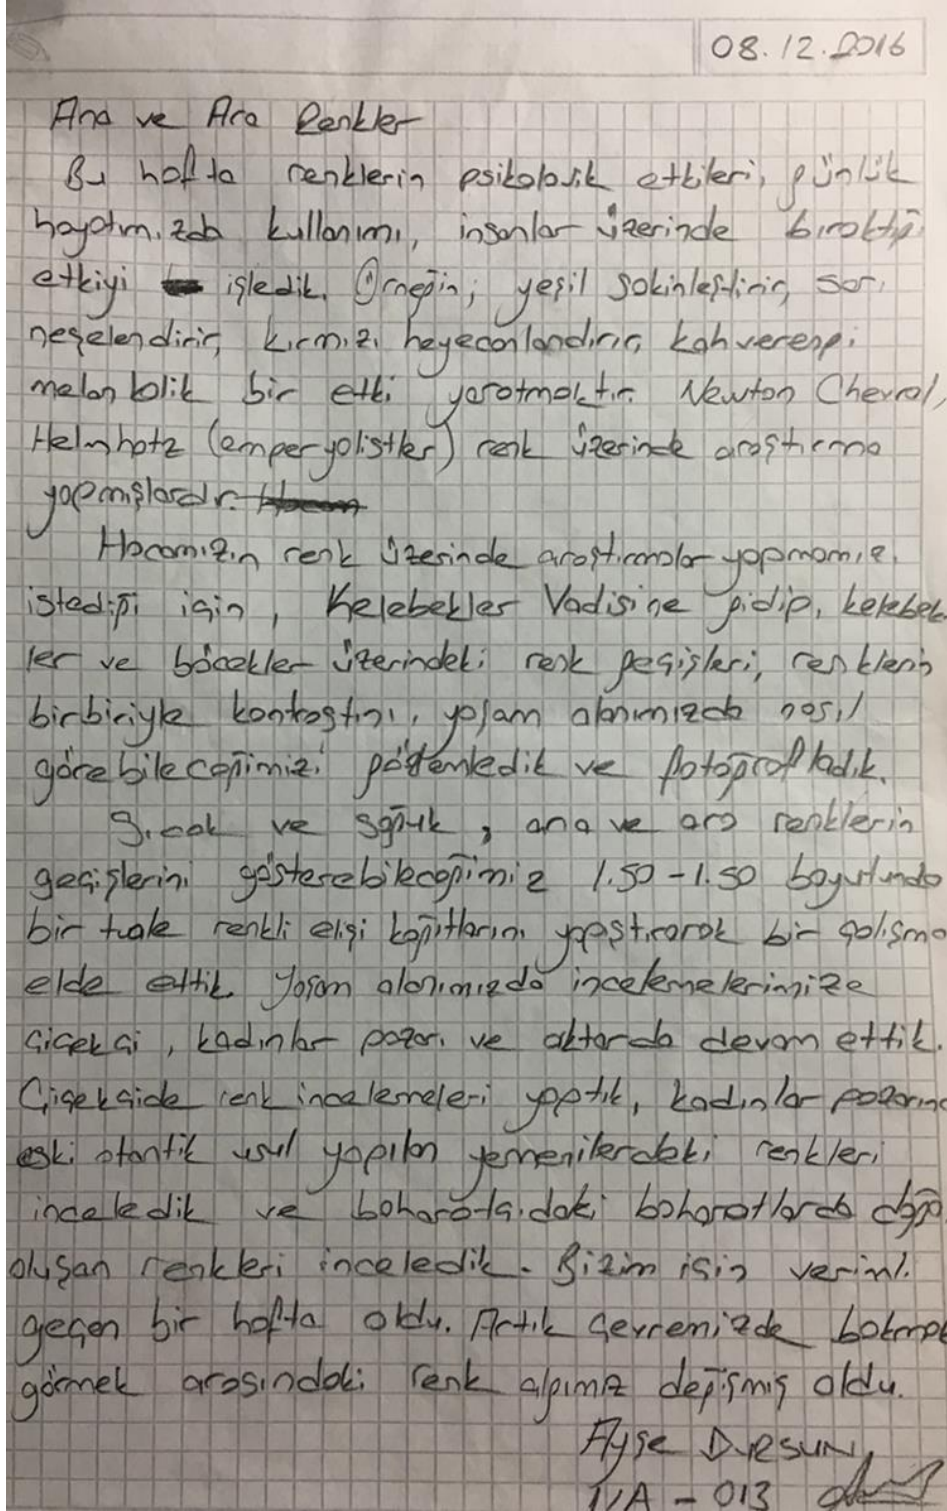 08.12.2016
Ana ve Ara Renkler
Bu hafta renklerin psikolojik etkileri, günlük
hayatımızda kullanımı, insanlar üzerinde bıraktığı
etkiyi işledik. Örneğin; yeşil sakinleştirir, sarı
neşelendirir, kırmızı heyecanlandırır, kahverengi
melankolik bir etki yaratmaktır. Newton Chevral,
Helmhotz (emperyalistler) renk üzerinde araştırma
yapmışlardır.
Hocamızın renk üzerinde araştırmalar yapmamızı
istediği için, Kelebekler Vadisine gidip, kelebek
ler ve böcekler üzerindeki renk geçişleri, renklerin
birbiriyle kontrastını, yaşam alanımızda nasıl
görebileceğimizi gözlemledik ve fotoğrafladık.
Sıcak ve soğuk, ana ve ara renklerin
geçişlerini gösterebileceğimiz 1.50-1.50 boyutunda
bir tuale renkli elişi kağıtlarını yapıştırarak bir çalışma
elde ettik. Yaşam alanımızda incelemelerimize
çiçekçi, kadınlar pazarı ve aktarda devam ettik.
Çiçekçide renk incelemeleri yaptık, kadınlar pazarında
eski otantik usul yapılan yemenilerdeki renkleri
inceledik ve baharatçıdaki baharatlarda doğal
oluşan renkleri inceledik. Bizim için verimli
geçen bir hafta oldu. Artık çevremizde bakmak
görmek arasındaki renk algımız değişmiş oldu.
Ayşe DURSUN
1/A - 013